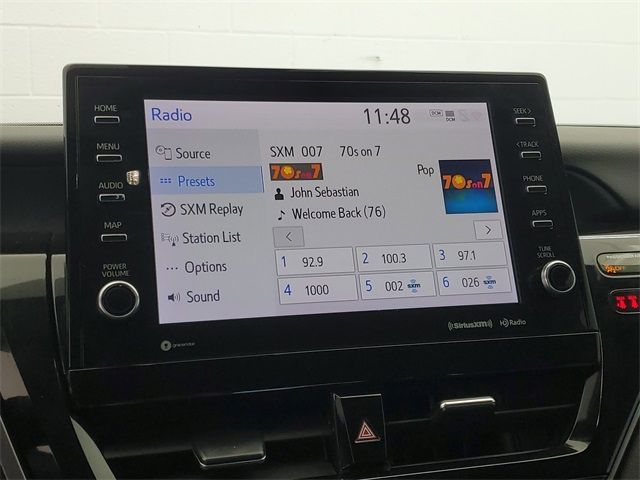 Radio
11:48
DCM
HOME
MENU
AUDIO
MAP
POWER
VOLUME
Source
Presets
SXM Replay
Station List
Options
Sound
SXM 007 70s on 7
70s on 7
John Sebastian
Welcome Back (76)
Pop
70s on 7
1 92.9
2 100.3
3 97.1
4 1000
5 002 sxm
6 026 sxm
SEEK >
< TRACK
PHONE
APPS
TUNE
SCROLL
gracenote
((SiriusXM))
HD Radio